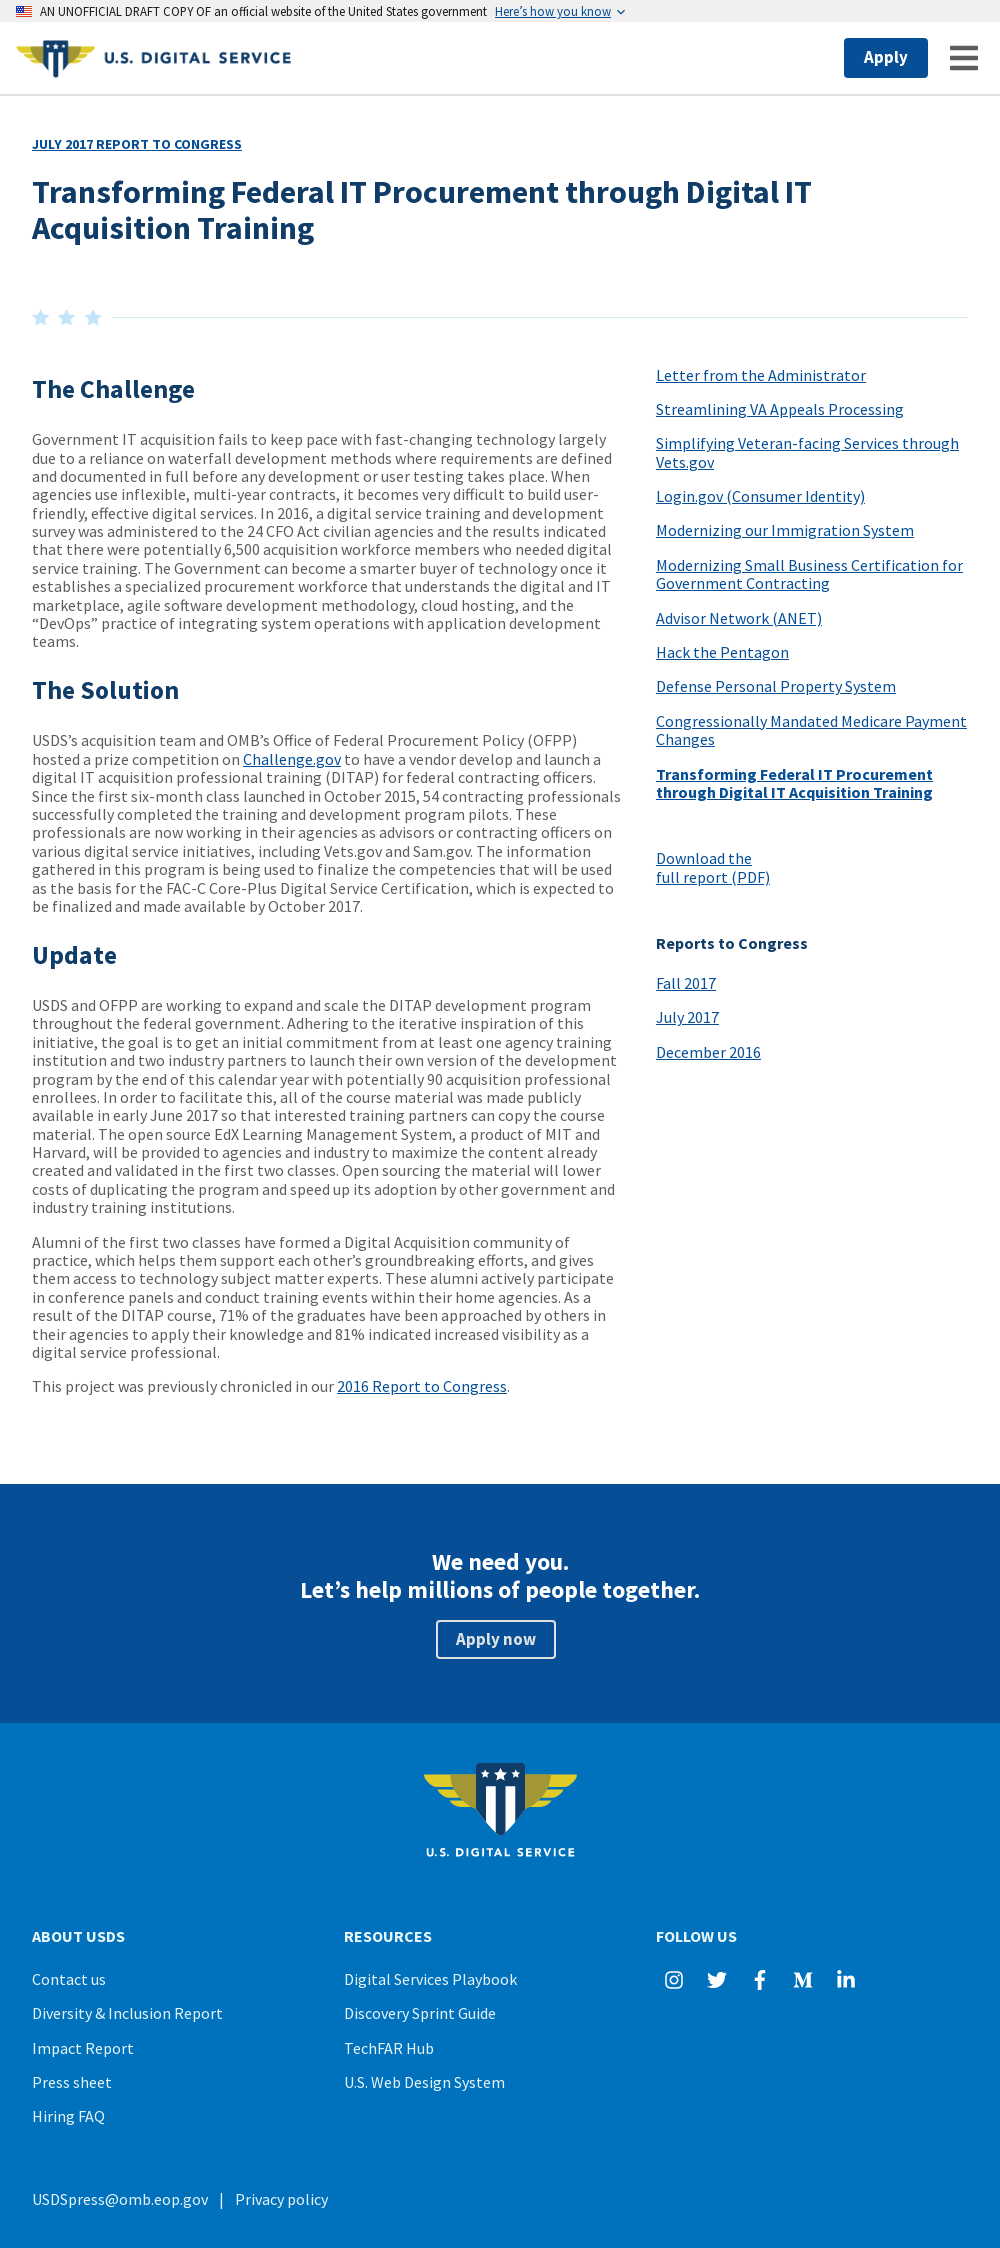 AN UNOFFICIAL DRAFT COPY OF an official website of the United States government Here’s how you know
U.S. DIGITAL SERVICE
Apply
JULY 2017 REPORT TO CONGRESS
Transforming Federal IT Procurement through Digital IT
Acquisition Training
The Challenge
Government IT acquisition fails to keep pace with fast-changing technology largely
due to a reliance on waterfall development methods where requirements are defined
and documented in full before any development or user testing takes place. When
agencies use inflexible, multi-year contracts, it becomes very difficult to build user-
friendly, effective digital services. In 2016, a digital service training and development
survey was administered to the 24 CFO Act civilian agencies and the results indicated
that there were potentially 6,500 acquisition workforce members who needed digital
service training. The Government can become a smarter buyer of technology once it
establishes a specialized procurement workforce that understands the digital and IT
marketplace, agile software development methodology, cloud hosting, and the
“DevOps” practice of integrating system operations with application development
teams.
The Solution
USDS’s acquisition team and OMB’s Office of Federal Procurement Policy (OFPP)
hosted a prize competition on Challenge.gov to have a vendor develop and launch a
digital IT acquisition professional training (DITAP) for federal contracting officers.
Since the first six-month class launched in October 2015, 54 contracting professionals
successfully completed the training and development program pilots. These
professionals are now working in their agencies as advisors or contracting officers on
various digital service initiatives, including Vets.gov and Sam.gov. The information
gathered in this program is being used to finalize the competencies that will be used
as the basis for the FAC-C Core-Plus Digital Service Certification, which is expected to
be finalized and made available by October 2017.
Update
USDS and OFPP are working to expand and scale the DITAP development program
throughout the federal government. Adhering to the iterative inspiration of this
initiative, the goal is to get an initial commitment from at least one agency training
institution and two industry partners to launch their own version of the development
program by the end of this calendar year with potentially 90 acquisition professional
enrollees. In order to facilitate this, all of the course material was made publicly
available in early June 2017 so that interested training partners can copy the course
material. The open source EdX Learning Management System, a product of MIT and
Harvard, will be provided to agencies and industry to maximize the content already
created and validated in the first two classes. Open sourcing the material will lower
costs of duplicating the program and speed up its adoption by other government and
industry training institutions.
Alumni of the first two classes have formed a Digital Acquisition community of
practice, which helps them support each other’s groundbreaking efforts, and gives
them access to technology subject matter experts. These alumni actively participate
in conference panels and conduct training events within their home agencies. As a
result of the DITAP course, 71% of the graduates have been approached by others in
their agencies to apply their knowledge and 81% indicated increased visibility as a
digital service professional.
This project was previously chronicled in our 2016 Report to Congress.
Letter from the Administrator
Streamlining VA Appeals Processing
Simplifying Veteran-facing Services through
Vets.gov
Login.gov (Consumer Identity)
Modernizing our Immigration System
Modernizing Small Business Certification for
Government Contracting
Advisor Network (ANET)
Hack the Pentagon
Defense Personal Property System
Congressionally Mandated Medicare Payment
Changes
Transforming Federal IT Procurement
through Digital IT Acquisition Training
Download the
full report (PDF)
Reports to Congress
Fall 2017
July 2017
December 2016
We need you.
Let’s help millions of people together.
Apply now
U.S. DIGITAL SERVICE
ABOUT USDS
Contact us
Diversity & Inclusion Report
Impact Report
Press sheet
Hiring FAQ
RESOURCES
Digital Services Playbook
Discovery Sprint Guide
TechFAR Hub
U.S. Web Design System
FOLLOW US
USDSpress@omb.eop.gov | Privacy policy